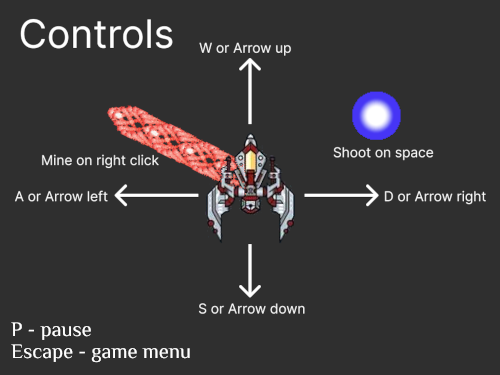 Controls
W or Arrow up
Mine on right click
Shoot on space
A or Arrow left
D or Arrow right
S or Arrow down
P - pause
Escape - game menu